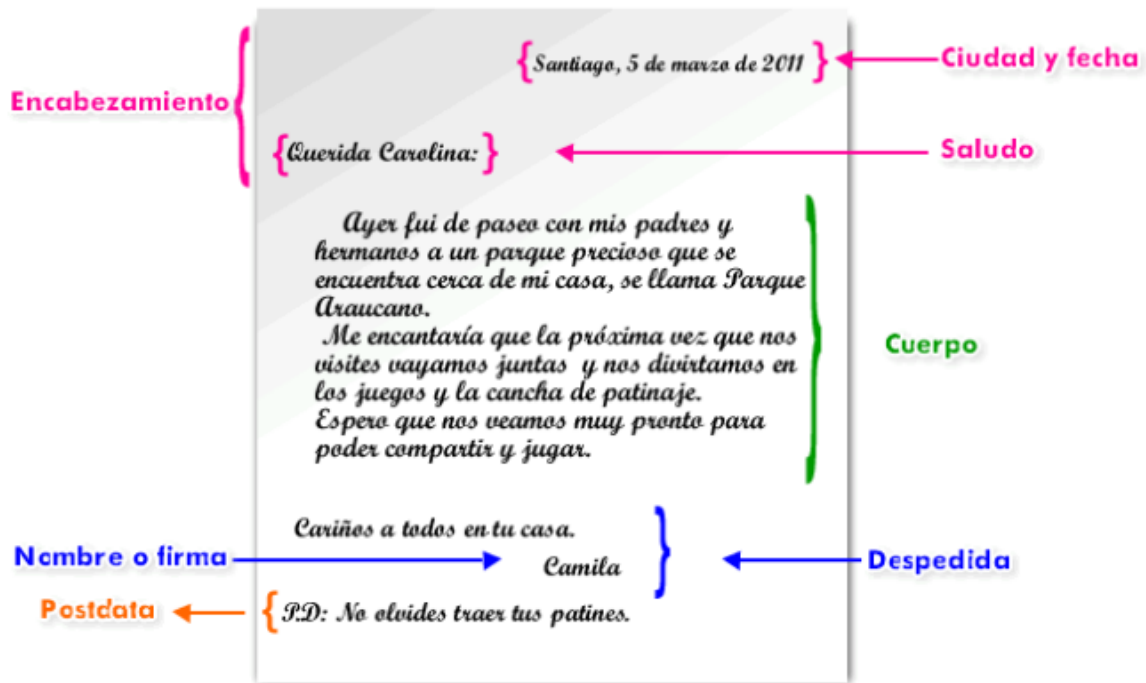 Santiago, 5 de marzo de 2011
Ciudad y fecha
Encabezamiento
Querida Carolina:
Saludo
Ayer fui de paseo con mis padres y
hermanos a un parque precioso que se
encuentra cerca de mi casa, se llama Parque
Araucano.
Me encantaría que la próxima vez que nos
visites vayamos juntas y nos divirtamos en
los juegos y la cancha de patinaje.
Espero que nos veamos muy pronto para
poder compartir y jugar.
Cuerpo
Cariños a todos en tu casa.
Nombre o firma
Camila
Despedida
Postdata
P.D: No olvides traer tus patines.